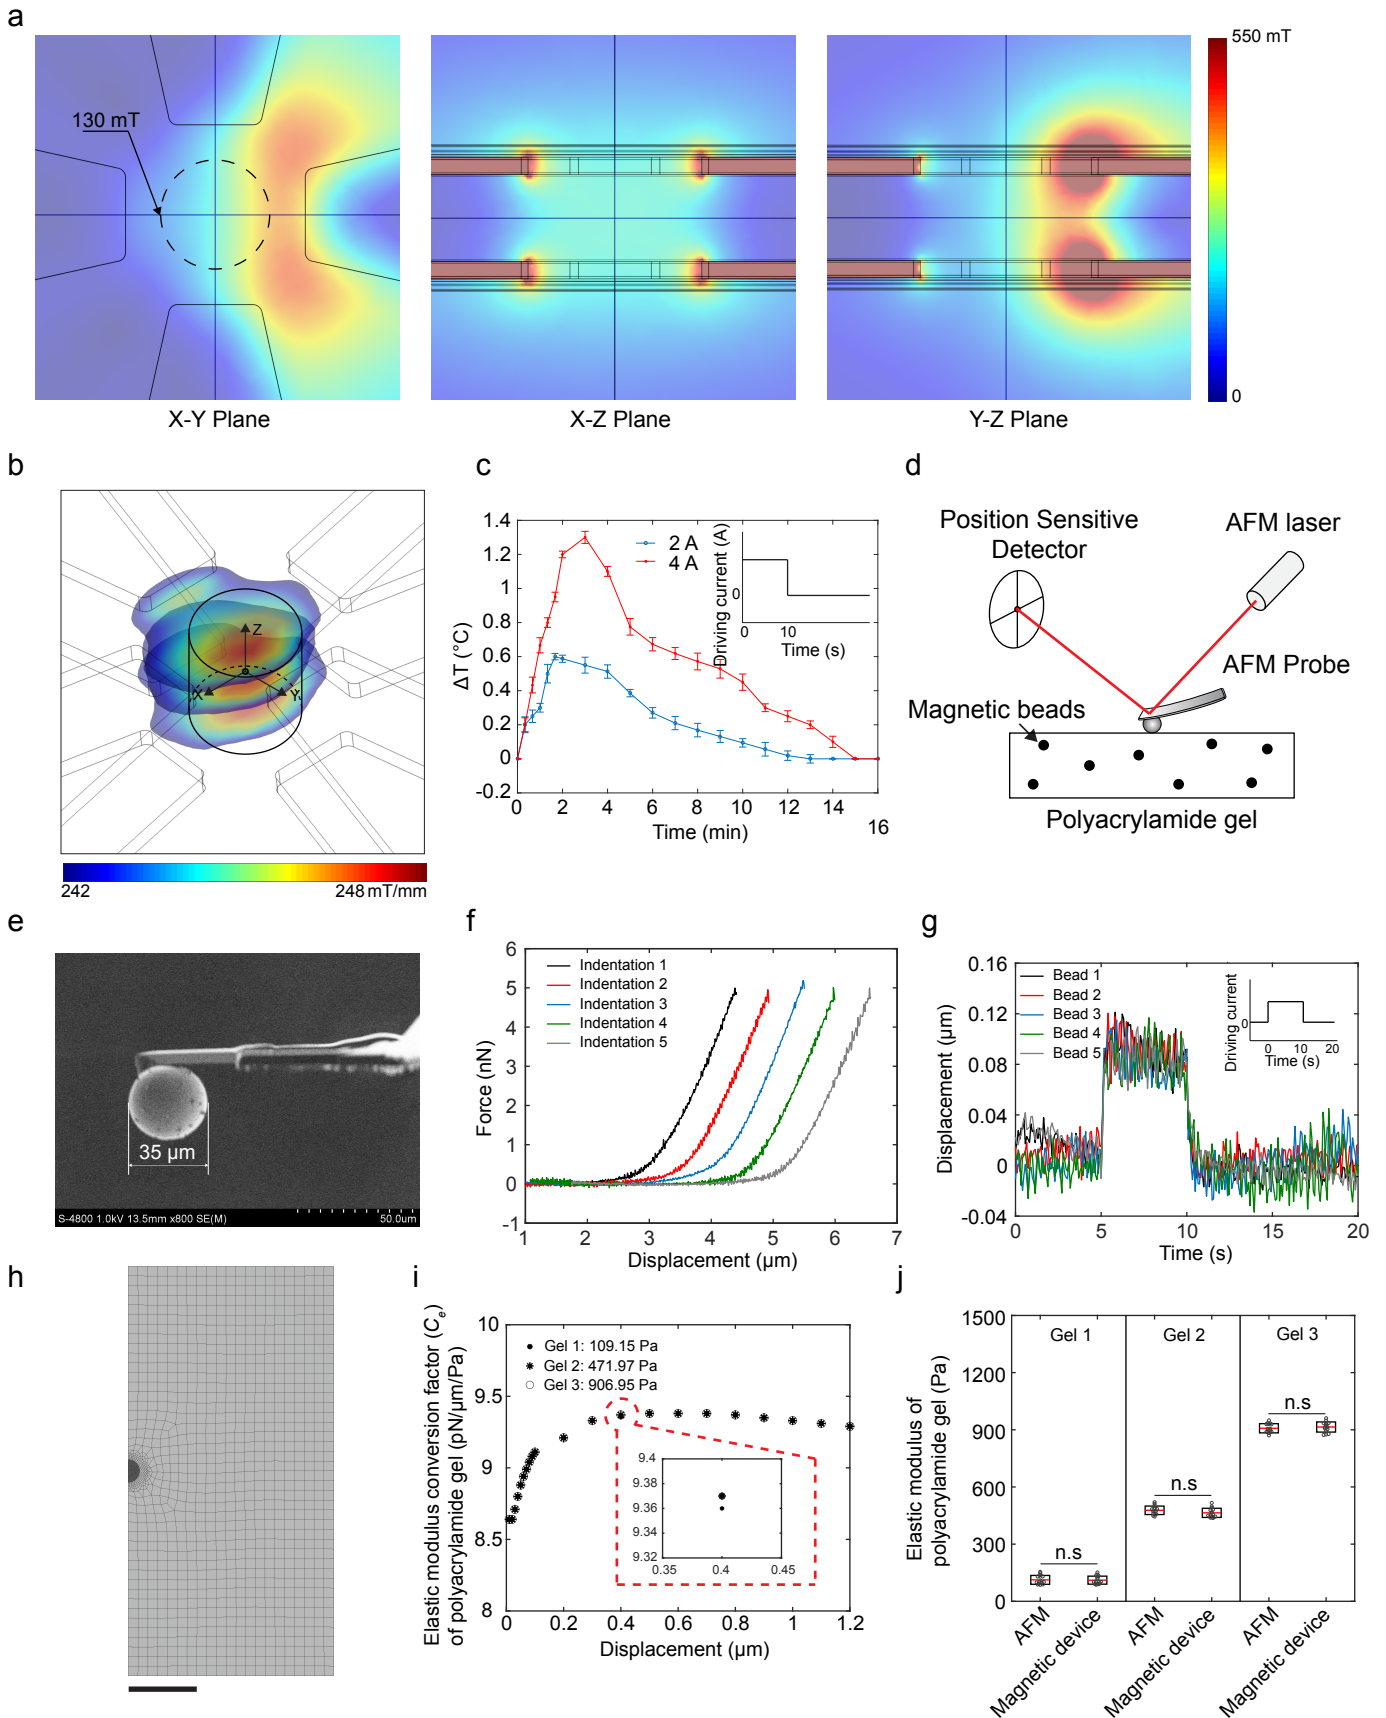 a
130 mT
550 mT
0
X-Y Plane
X-Z Plane
Y-Z Plane
b
Z
X
Y
242
248 mT/mm
c
ΔT (°C)
1.4
1.2
1
0.8
0.6
0.4
0.2
0
-0.2
2 A
4 A
Driving current (A)
0
0
10
Time (s)
0
2
4
6
8
10
12
14
16
Time (min)
d
Position Sensitive
Detector
AFM laser
AFM Probe
Magnetic beads
Polyacrylamide gel
e
35 µm
S-4800 1.0kV 13.5mm x800 SE(M)
50.0um
f
Force (nN)
6
5
4
3
2
1
0
-1
Indentation 1
Indentation 2
Indentation 3
Indentation 4
Indentation 5
1
2
3
4
5
6
7
Displacement (µm)
g
Displacement (µm)
0.16
0.12
0.08
0.04
0
-0.04
Bead 1
Bead 2
Bead 3
Bead 4
Bead 5
Driving current
0
0
10
20
Time (s)
0
5
10
15
20
Time (s)
h
i
Elastic modulus conversion factor (Ce)
of polyacrylamide gel (pN/µm/Pa)
10
9.5
9
8.5
8
Gel 1: 109.15 Pa
Gel 2: 471.97 Pa
Gel 3: 906.95 Pa
9.4
9.38
9.36
9.34
9.32
0.35
0.4
0.45
0
0.2
0.4
0.6
0.8
1
1.2
Displacement (µm)
j
Elastic modulus of
polyacrylamide gel (Pa)
1500
1200
900
600
300
0
Gel 1
Gel 2
Gel 3
n.s
n.s
n.s
AFM
Magnetic device
AFM
Magnetic device
AFM
Magnetic device